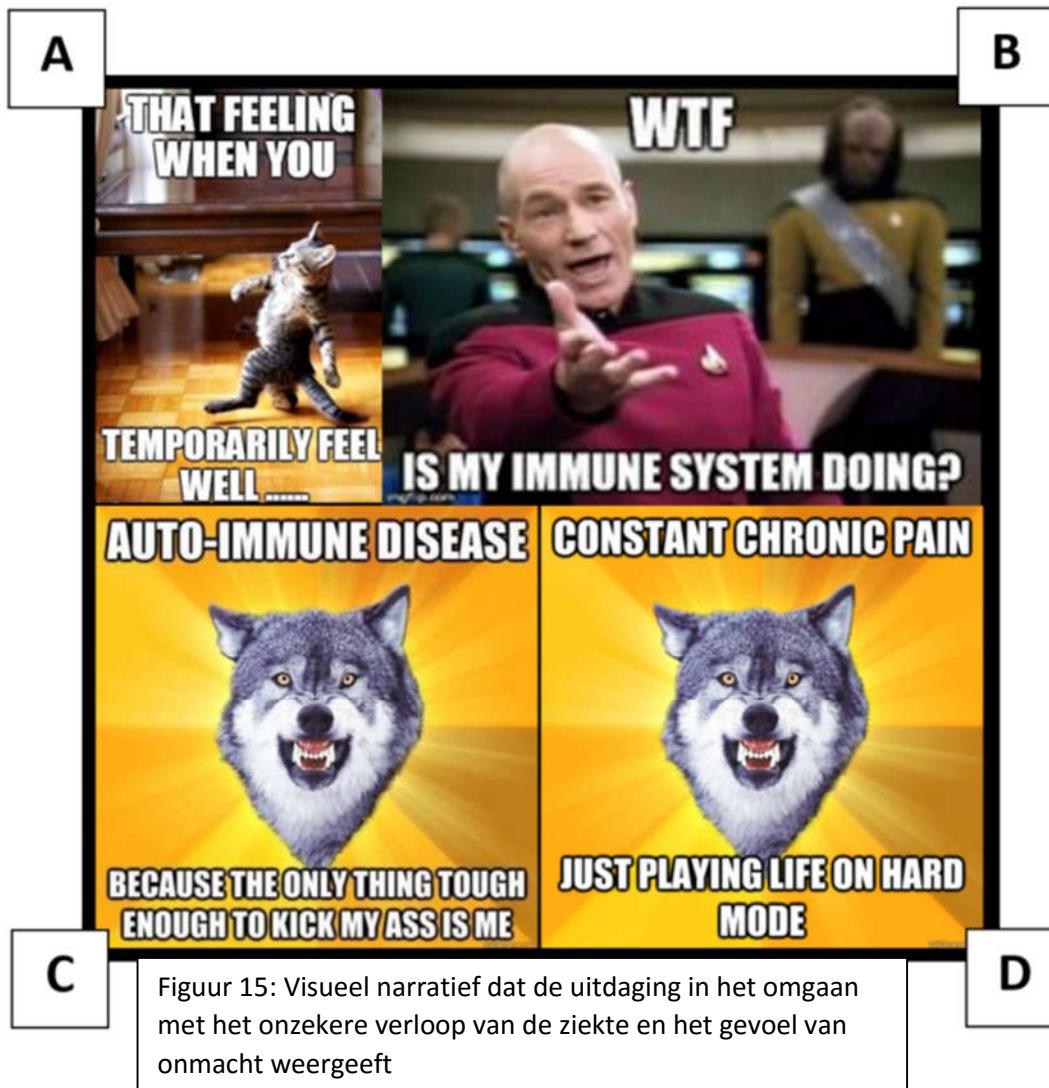 A
B
THAT FEELING
WHEN YOU
TEMPORARILY FEEL
WELL ......
WTF
IS MY IMMUNE SYSTEM DOING?
imgflip.com
AUTO-IMMUNE DISEASE
BECAUSE THE ONLY THING TOUGH
ENOUGH TO KICK MY ASS IS ME
CONSTANT CHRONIC PAIN
JUST PLAYING LIFE ON HARD
MODE
C
D
Figuur 15: Visueel narratief dat de uitdaging in het omgaan
met het onzekere verloop van de ziekte en het gevoel van
onmacht weergeeft